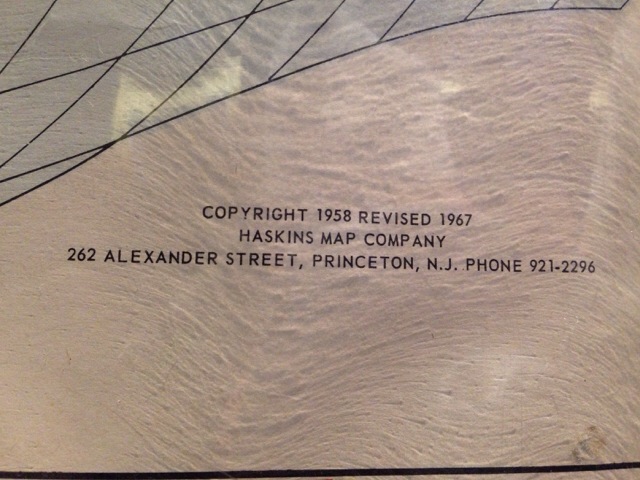 COPYRIGHT 1958 REVISED 1967
HASKINS MAP COMPANY
262 ALEXANDER STREET, PRINCETON, N.J. PHONE 921-2296